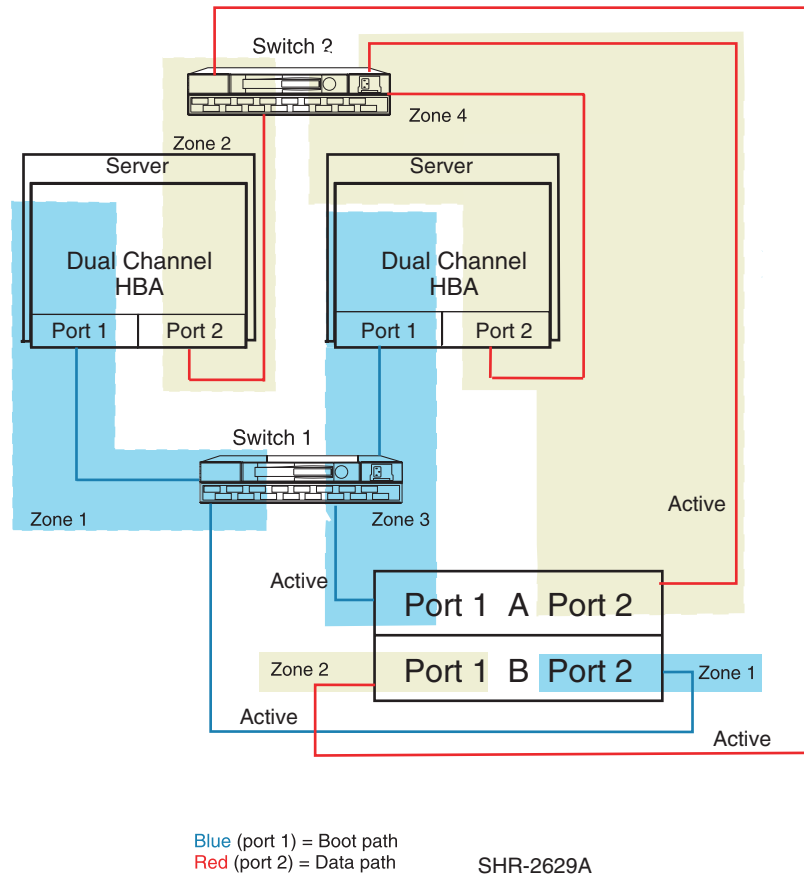 Switch 2
Zone 4
Zone 2
Server
Server
Dual Channel
HBA
Dual Channel
HBA
Port 1
Port 2
Port 1
Port 2
Switch 1
Zone 1
Zone 3
Active
Active
Port 1 A Port 2
Zone 2
Port 1 B Port 2
Zone 1
Active
Active
Blue (port 1) = Boot path
Red (port 2) = Data path
SHR-2629A